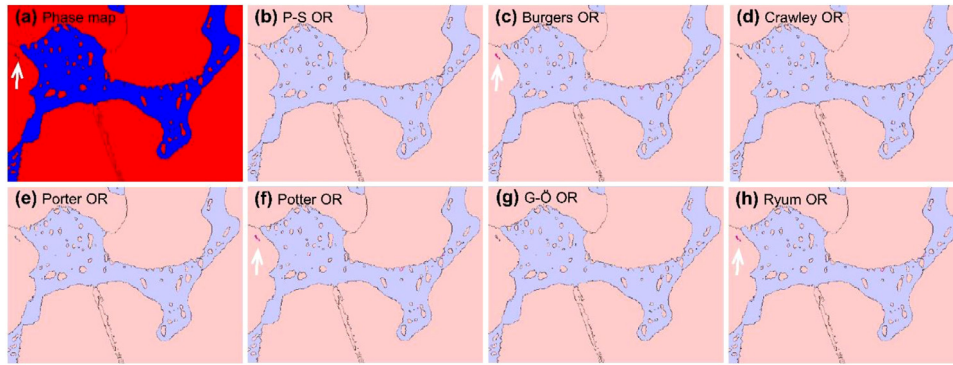 (a) Phase map
(b) P-S OR
(c) Burgers OR
(d) Crawley OR
(e) Porter OR
(f) Potter OR
(g) G-Ö OR
(h) Ryum OR